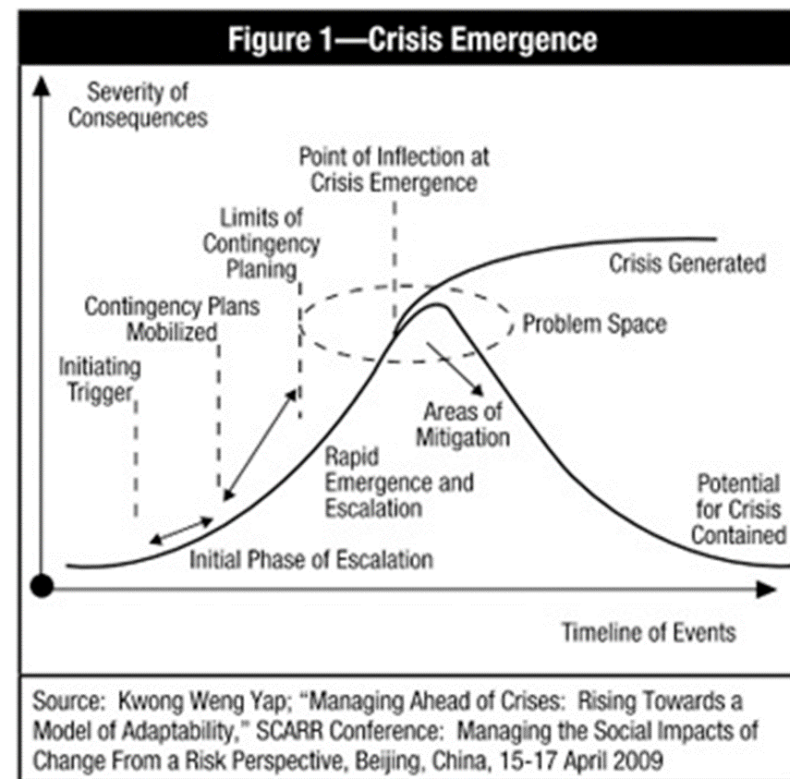 Figure 1—Crisis Emergence
Severity of
Consequences
Point of Inflection at
Crisis Emergence
Limits of
Contingency
Planing
Crisis Generated
Contingency Plans
Mobilized
Problem Space
Initiating
Trigger
Areas of
Mitigation
Rapid
Emergence and
Escalation
Potential
for Crisis
Contained
Initial Phase of Escalation
Timeline of Events
Source: Kwong Weng Yap; “Managing Ahead of Crises: Rising Towards a
Model of Adaptability,” SCARR Conference: Managing the Social Impacts of
Change From a Risk Perspective, Beijing, China, 15-17 April 2009